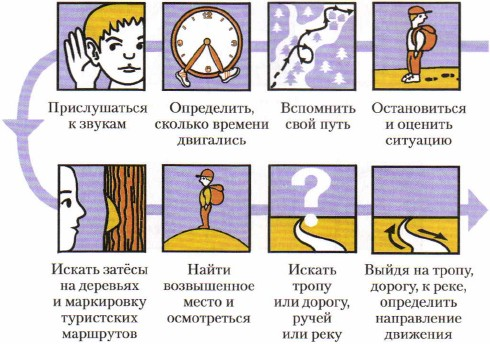 Прислушаться
к звукам
Определить,
сколько времени
двигались
Вспомнить
свой путь
Остановиться
и оценить
ситуацию
Искать затёсы
на деревьях
и маркировку
туристских
маршрутов
Найти
возвышенное
место и
осмотреться
?
Искать
тропу
или дорогу,
ручей
или реку
Выйдя на тропу,
дорогу, к реке,
определить
направление
движения